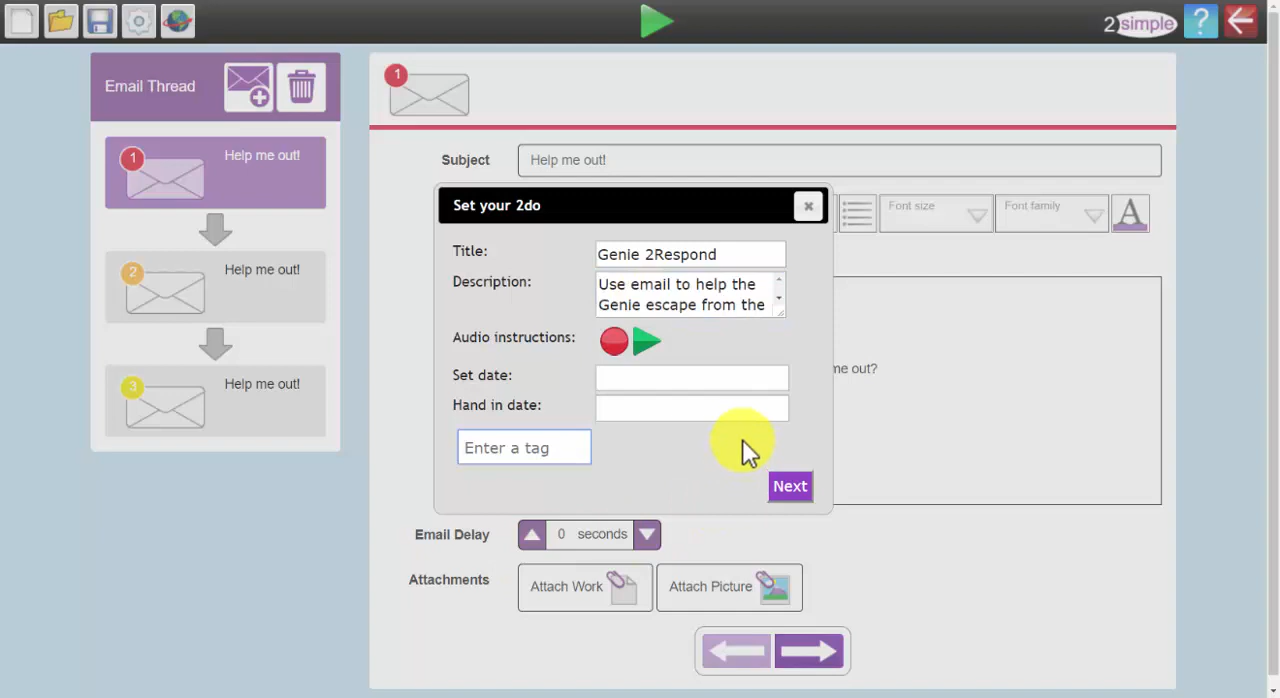 2simple
?
Email Thread
1
Help me out!
2
Help me out!
3
Help me out!
1
Subject
Help me out!
Font size
Font family
A
me out?
Set your 2do
Title:
Genie 2Respond
Description:
Use email to help the
Genie escape from the
Audio instructions:
Set date:
Hand in date:
Enter a tag
Next
Email Delay
0 seconds
Attachments
Attach Work
Attach Picture